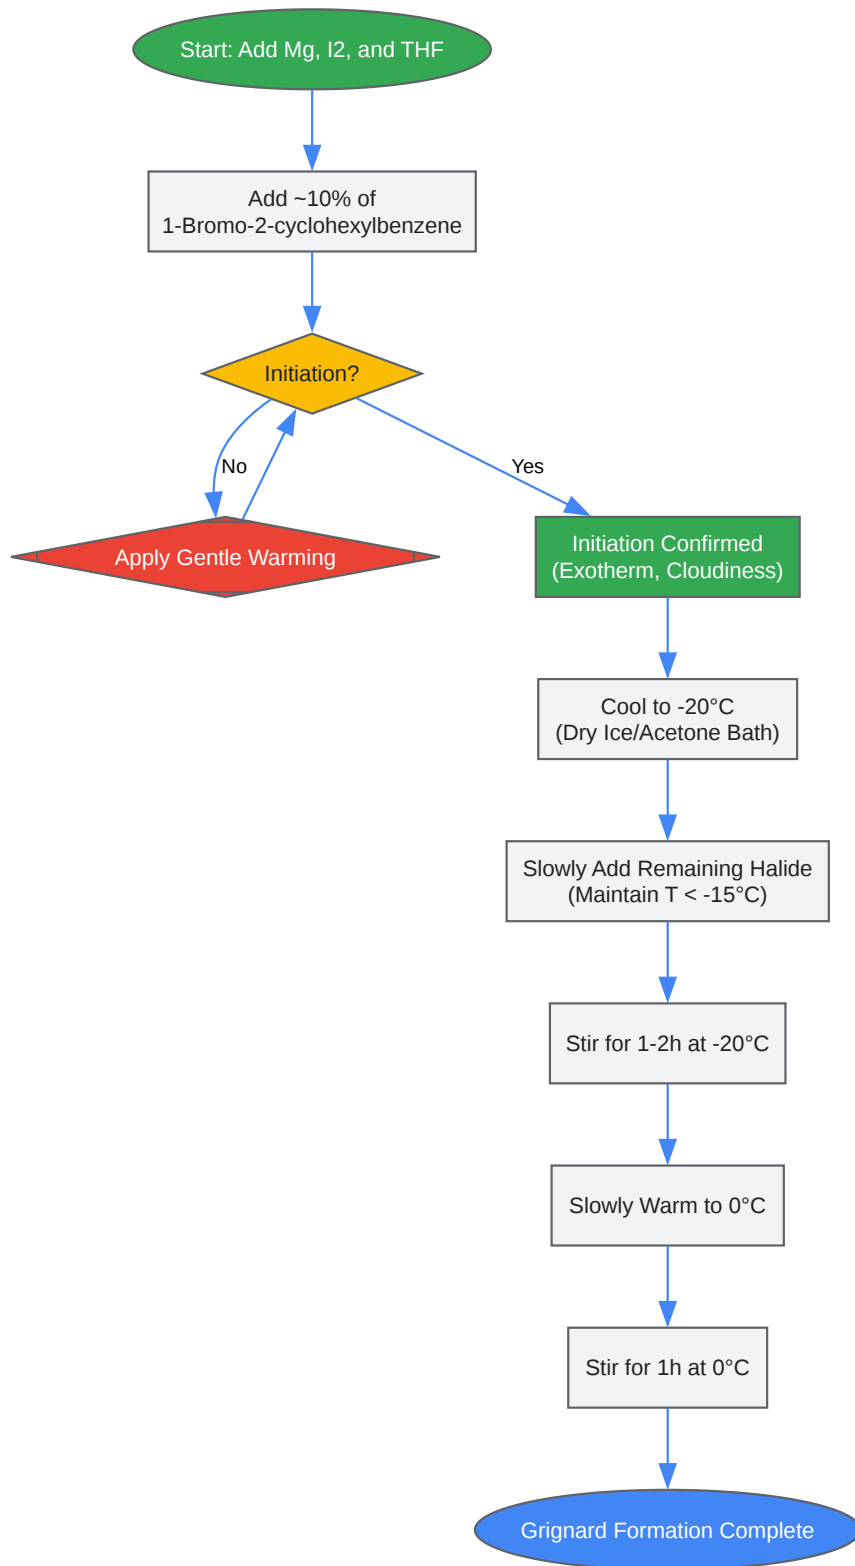 Start: Add Mg, I2, and THF
Add ~10% of
1-Bromo-2-cyclohexylbenzene
Initiation?
No
Yes
Apply Gentle Warming
Initiation Confirmed
(Exotherm, Cloudiness)
Cool to -20°C
(Dry Ice/Acetone Bath)
Slowly Add Remaining Halide
(Maintain T < -15°C)
Stir for 1-2h at -20°C
Slowly Warm to 0°C
Stir for 1h at 0°C
Grignard Formation Complete